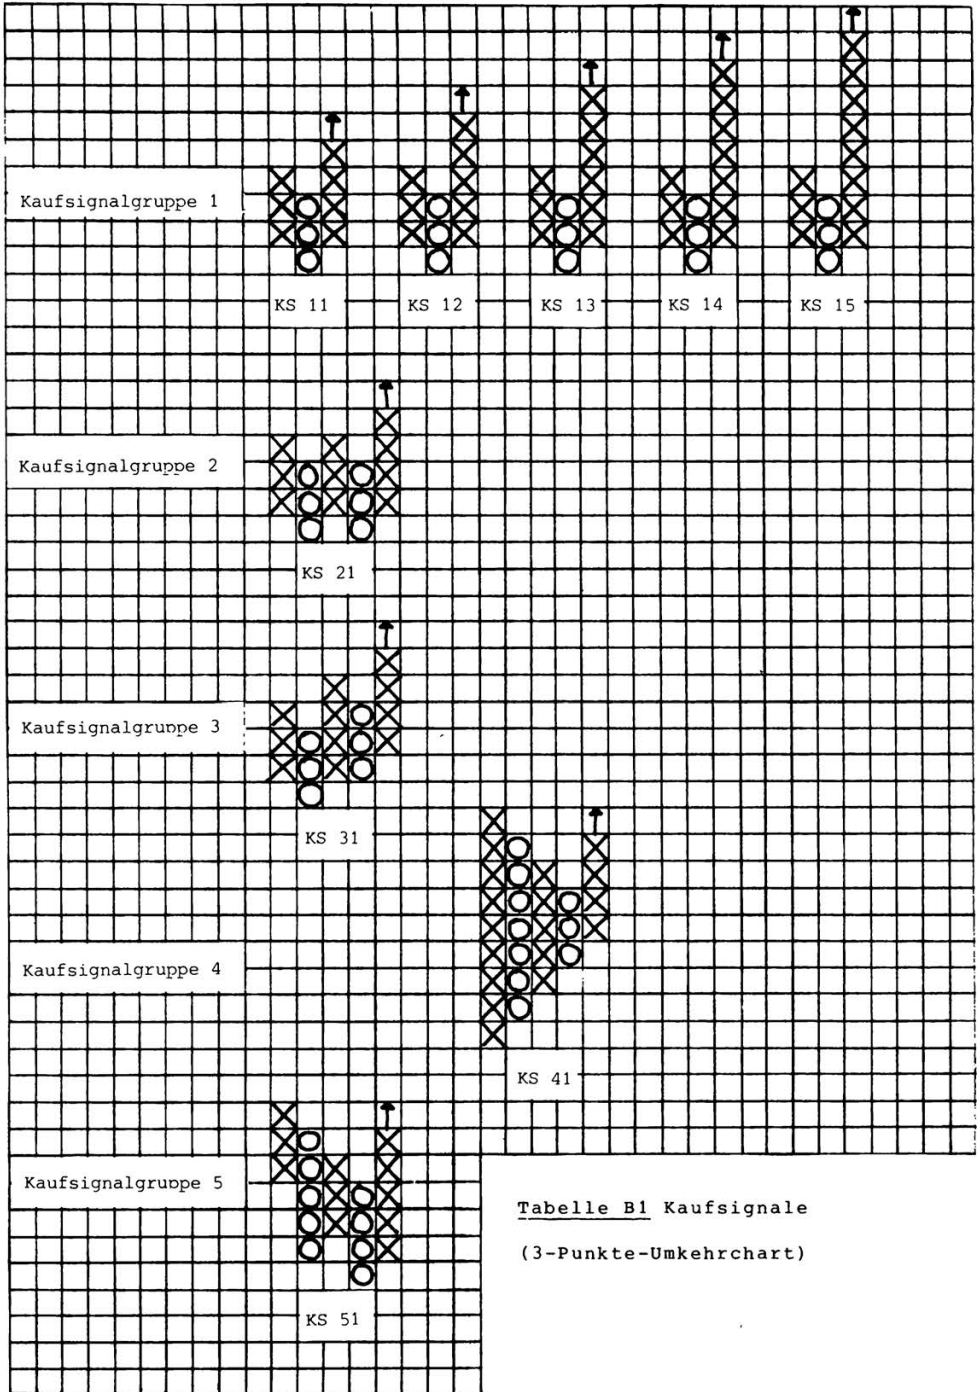 Kaufsignalgruppe 1
KS 11 KS 12 KS 13 KS 14 KS 15
Kaufsignalgruppe 2
KS 21
Kaufsignalgruppe 3
KS 31
Kaufsignalgruppe 4
KS 41
Kaufsignalgruppe 5
KS 51
Tabelle B1 Kaufsignale
(3-Punkte-Umkehrchart)